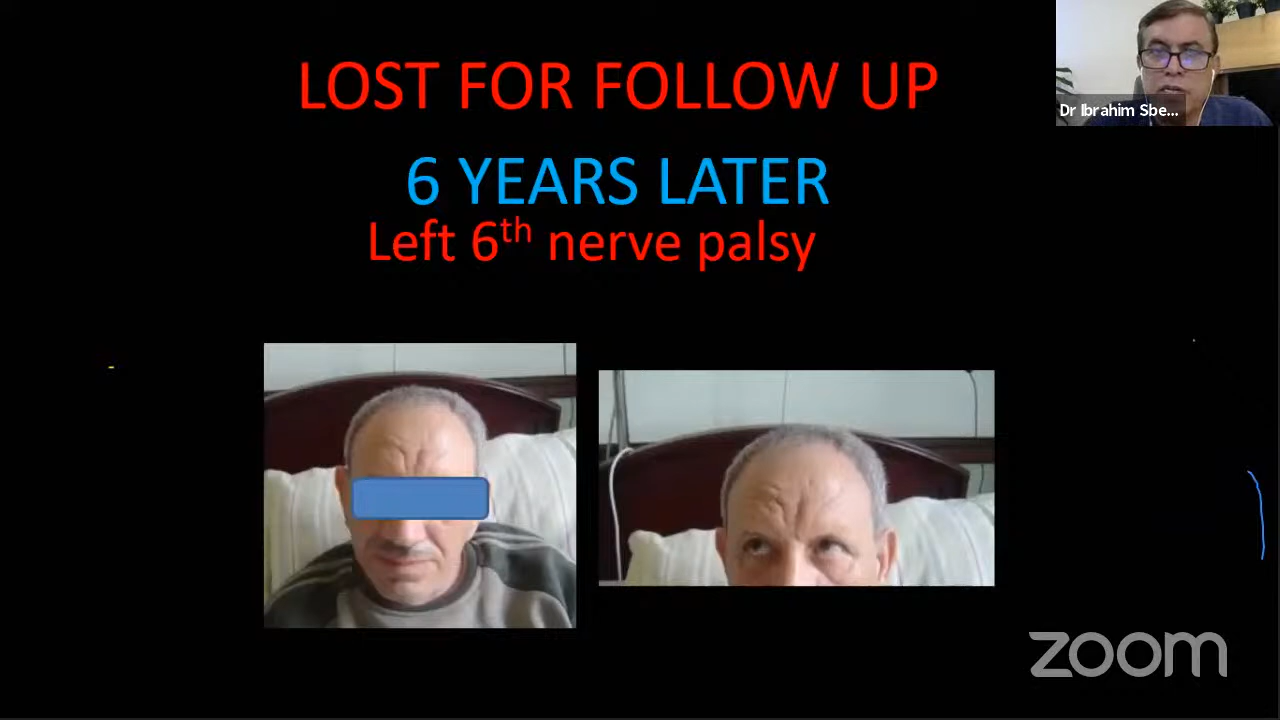 LOST FOR FOLLOW UP
Dr Ibrahim Sbe...
6 YEARS LATER
Left 6th nerve palsy
zoom